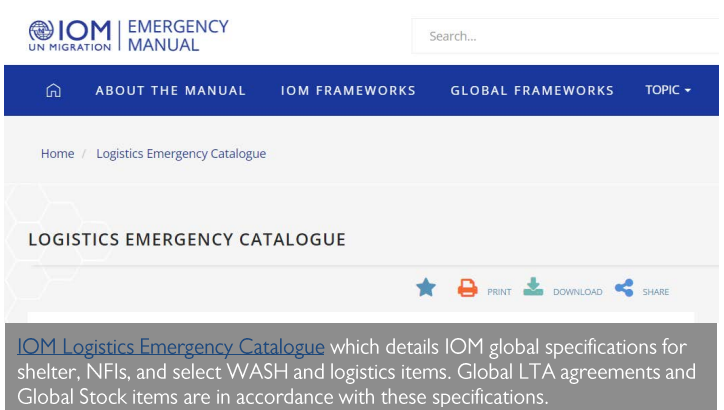 IOM
UN MIGRATION
EMERGENCY
MANUAL
Search...
ABOUT THE MANUAL IOM FRAMEWORKS GLOBAL FRAMEWORKS TOPIC
Home / Logistics Emergency Catalogue
LOGISTICS EMERGENCY CATALOGUE
PRINT DOWNLOAD SHARE
IOM Logistics Emergency Catalogue which details IOM global specifications for
shelter, NFIs, and select WASH and logistics items. Global LTA agreements and
Global Stock items are in accordance with these specifications.